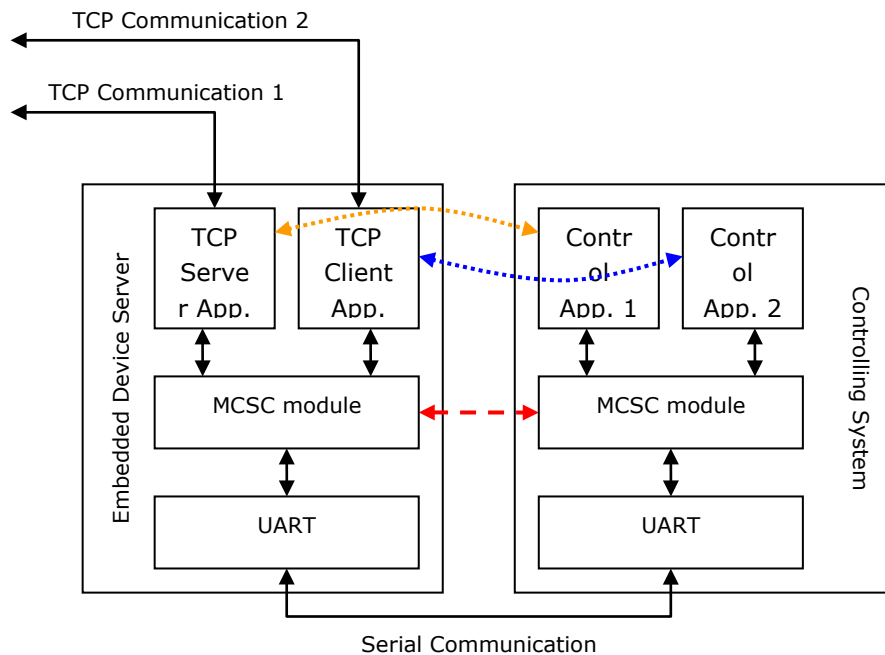 TCP Communication 2
TCP Communication 1
Embedded Device Server
TCP
Serve
r App.
TCP
Client
App.
Contr
ol
App. 1
Contr
ol
App. 2
Controlling System
MCSC module
MCSC module
UART
UART
Serial Communication